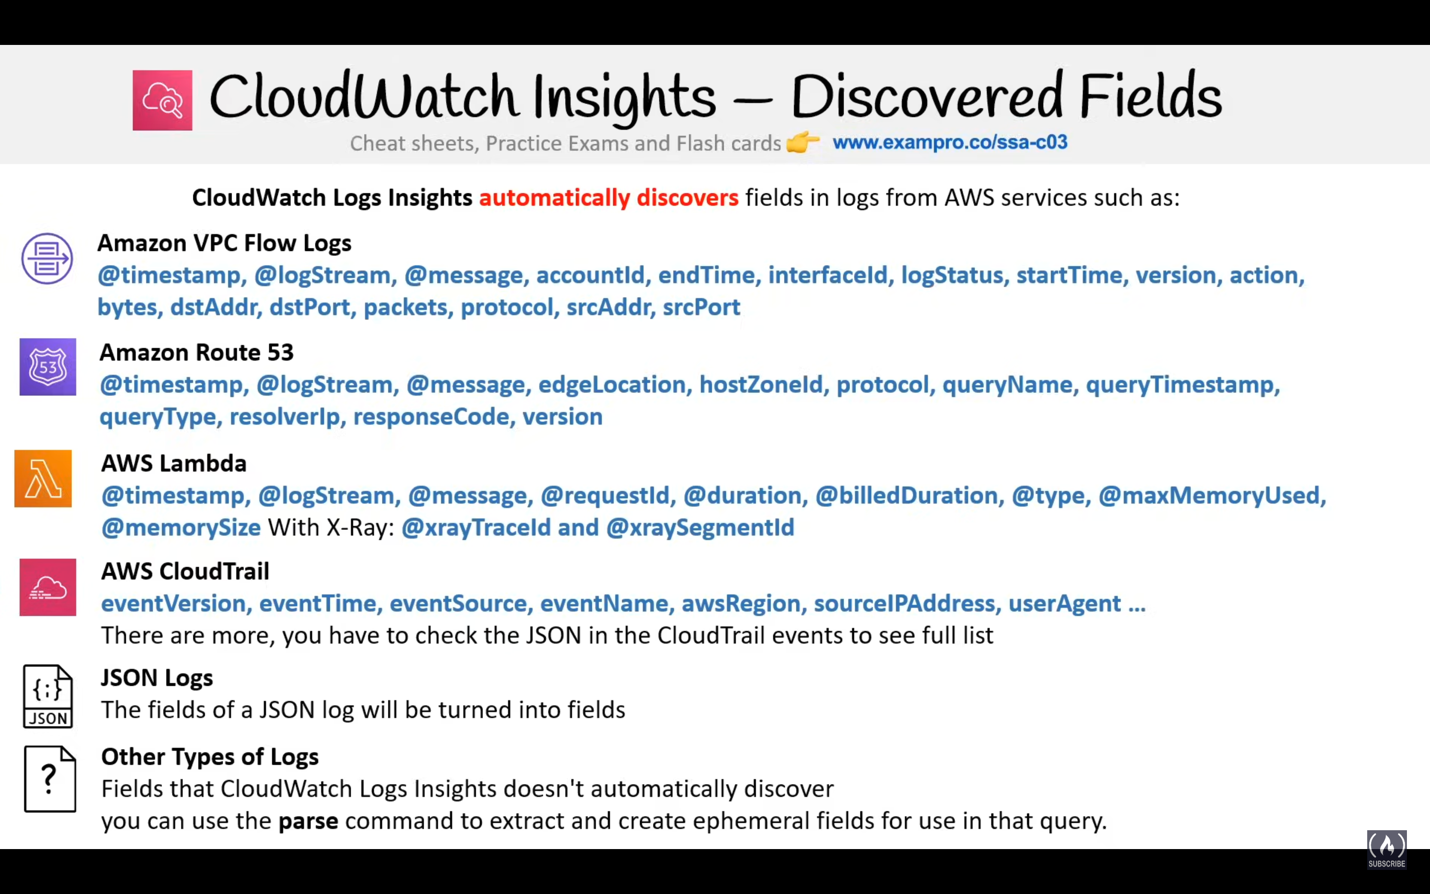 CloudWatch Insights – Discovered Fields
Cheat sheets, Practice Exams and Flash cards 👉 www.exampro.co/ssa-c03
CloudWatch Logs Insights automatically discovers fields in logs from AWS services such as:
Amazon VPC Flow Logs
@timestamp, @logStream, @message, accountId, endTime, interfaceId, logStatus, startTime, version, action,
bytes, dstAddr, dstPort, packets, protocol, srcAddr, srcPort
53
Amazon Route 53
@timestamp, @logStream, @message, edgeLocation, hostZoneId, protocol, queryName, queryTimestamp,
queryType, resolverIp, responseCode, version
AWS Lambda
@timestamp, @logStream, @message, @requestId, @duration, @billedDuration, @type, @maxMemoryUsed,
@memorySize With X-Ray: @xrayTraceId and @xraySegmentId
AWS CloudTrail
eventVersion, eventTime, eventSource, eventName, awsRegion, sourceIPAddress, userAgent ...
There are more, you have to check the JSON in the CloudTrail events to see full list
{;}
JSON
JSON Logs
The fields of a JSON log will be turned into fields
?
Other Types of Logs
Fields that CloudWatch Logs Insights doesn't automatically discover
you can use the parse command to extract and create ephemeral fields for use in that query.
SUBSCRIBE